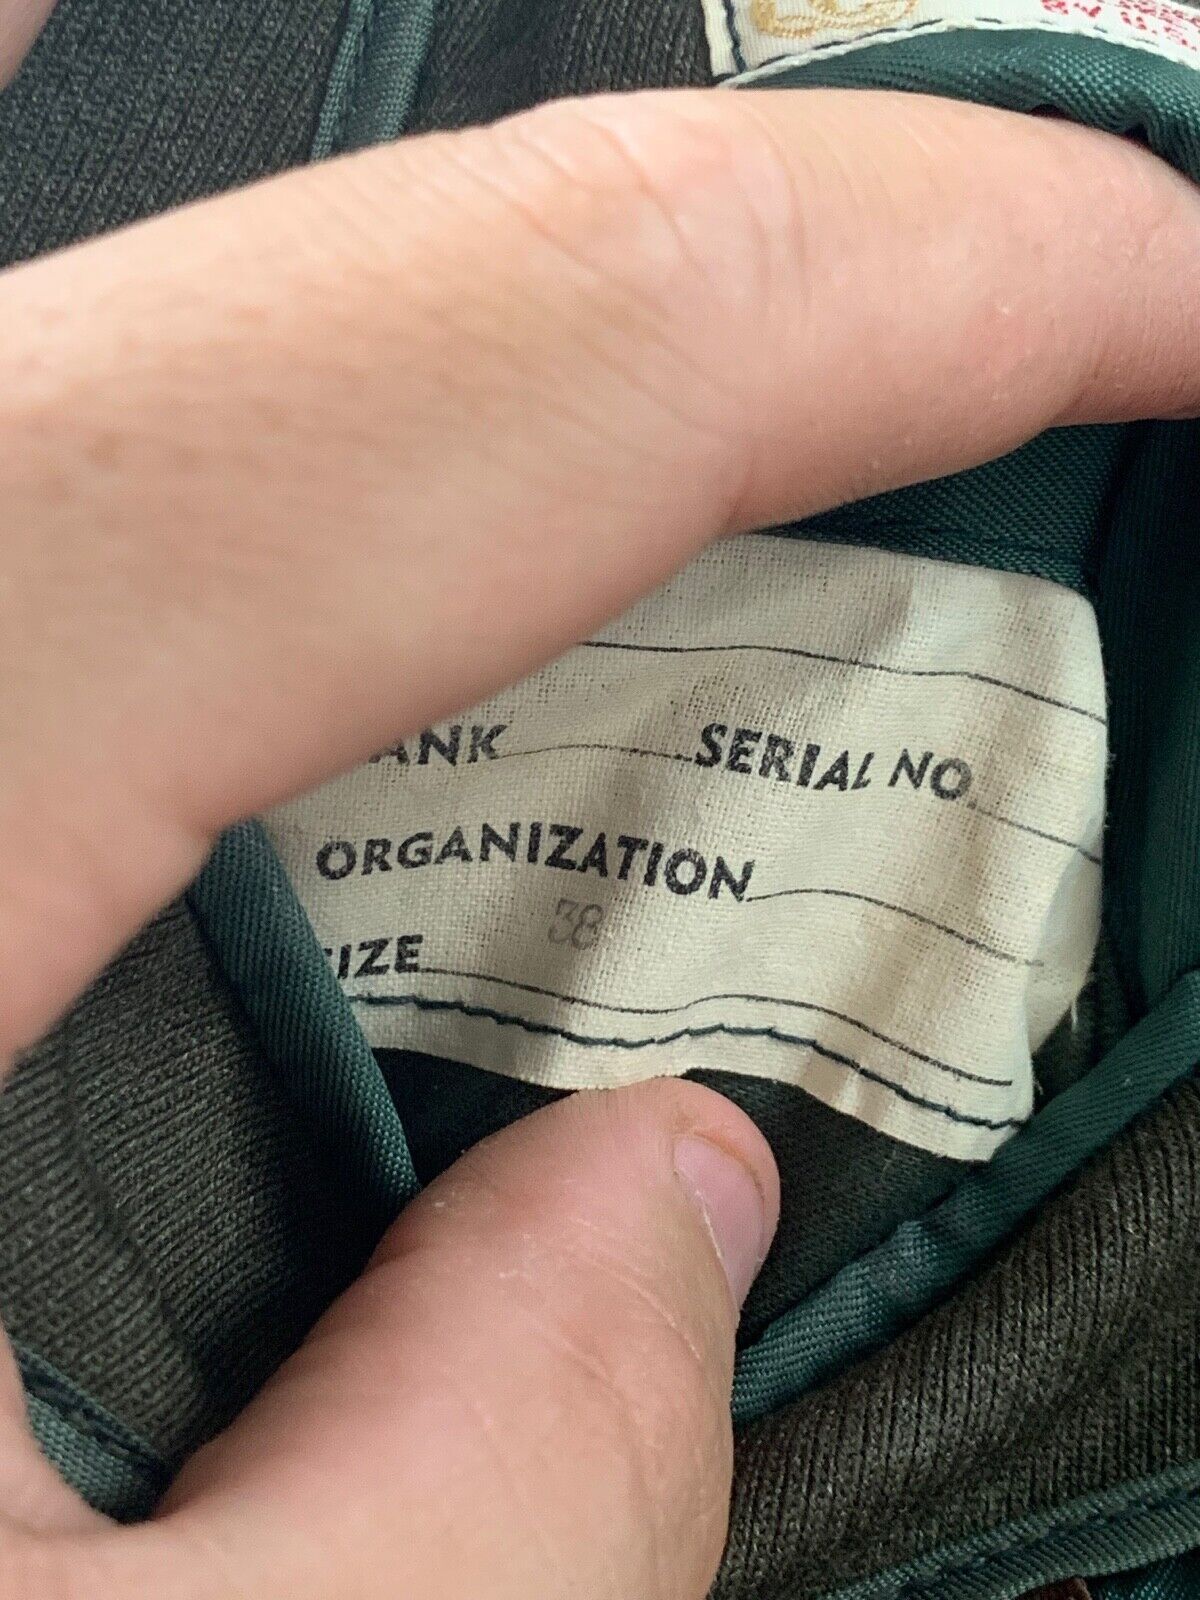 ANK SERIAL NO
ORGANIZATION
38
IZE